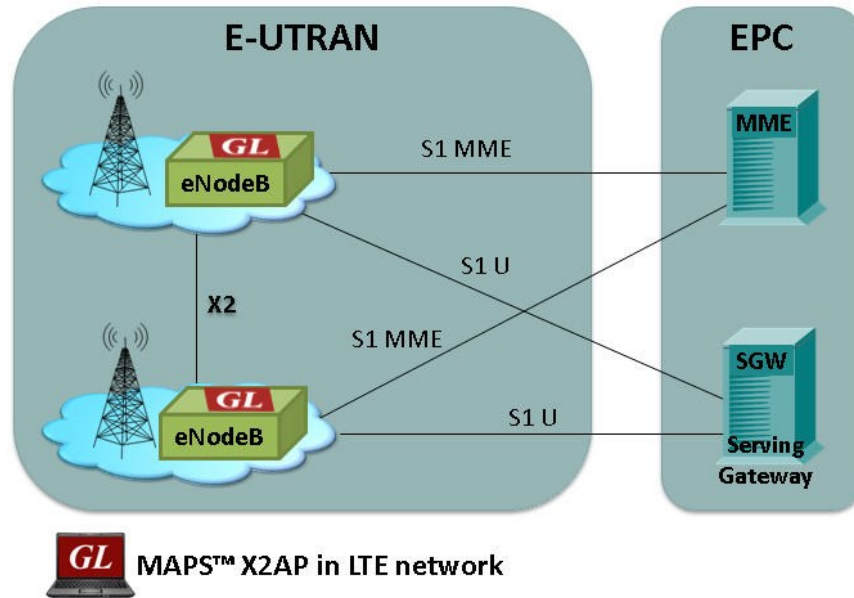 E-UTRAN
EPC
GL
eNodeB
S1 MME
MME
S1 U
X2
S1 MME
GL
eNodeB
S1 U
SGW
Serving
Gateway
GL
MAPS™ X2AP in LTE network